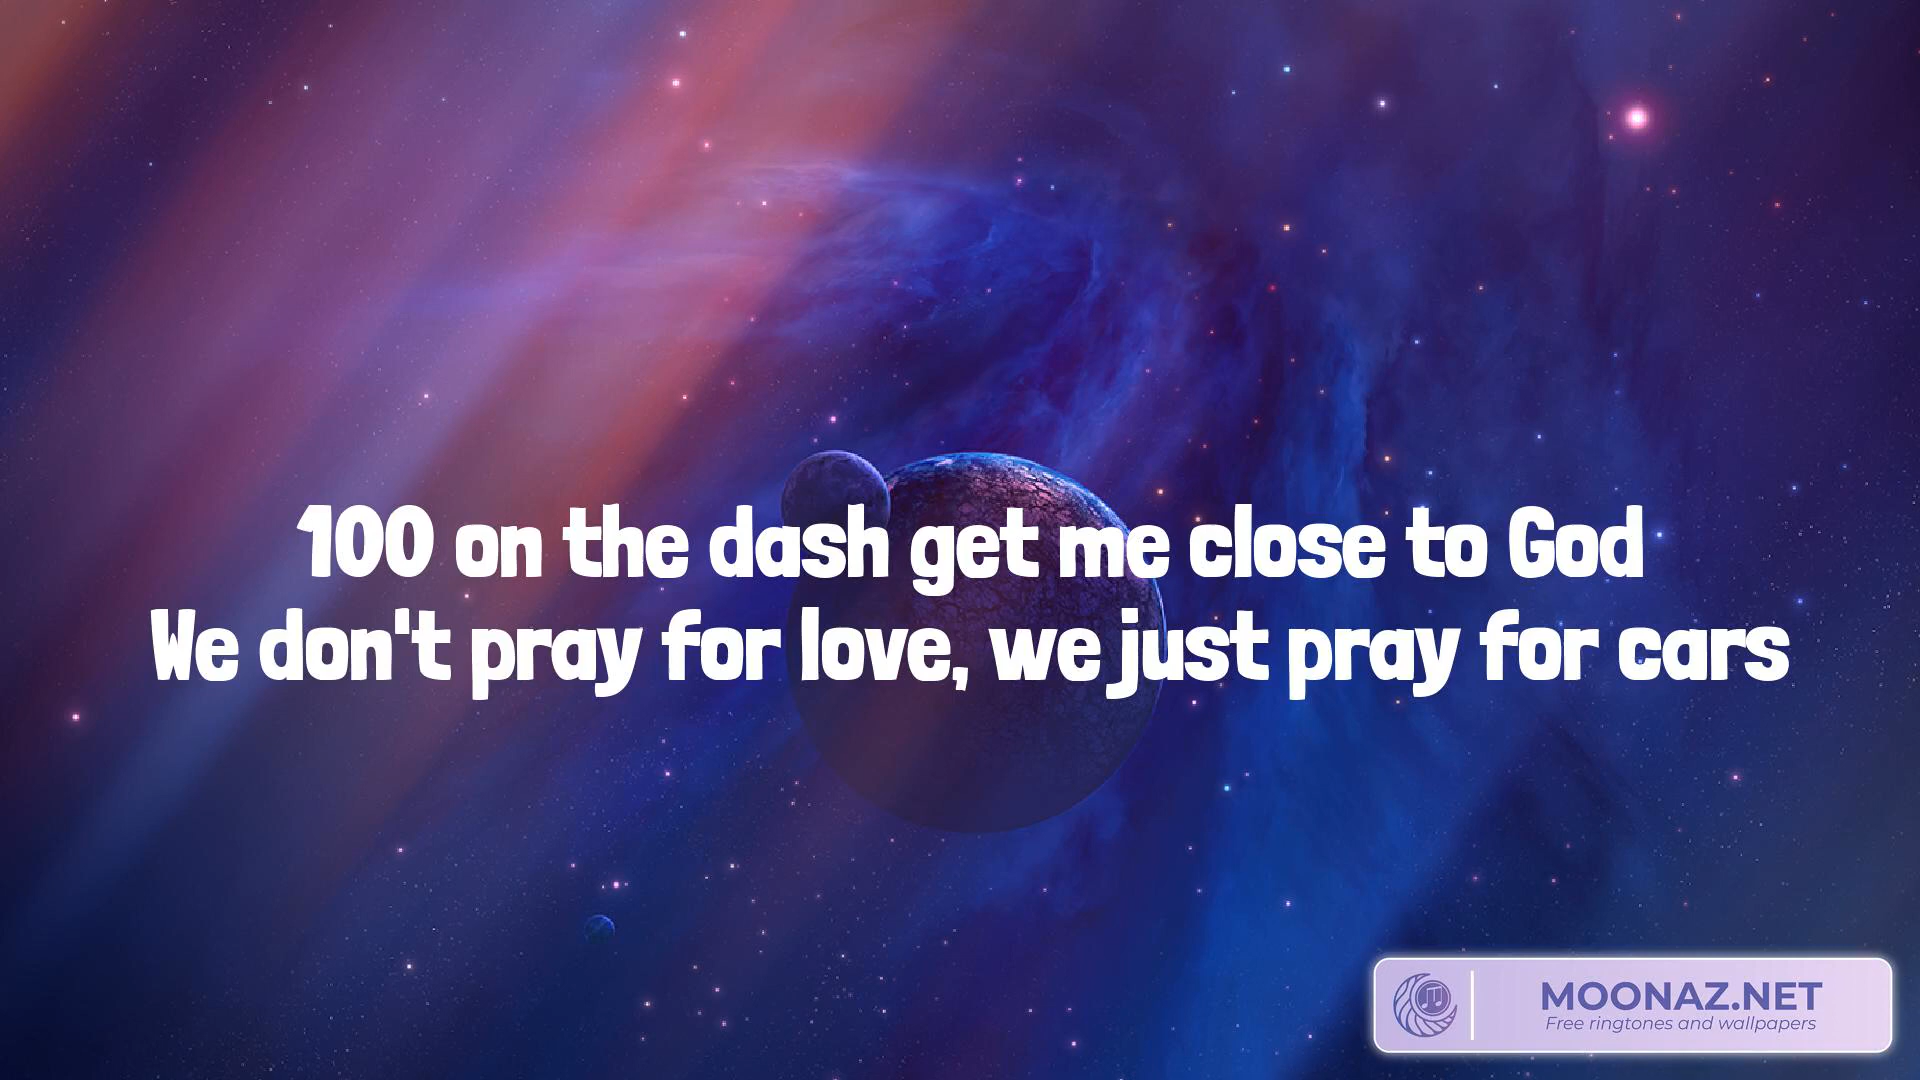 100 on the dash get me close to God
We don't pray for love, we just pray for cars
MOONAZ.NET
Free ringtones and wallpapers